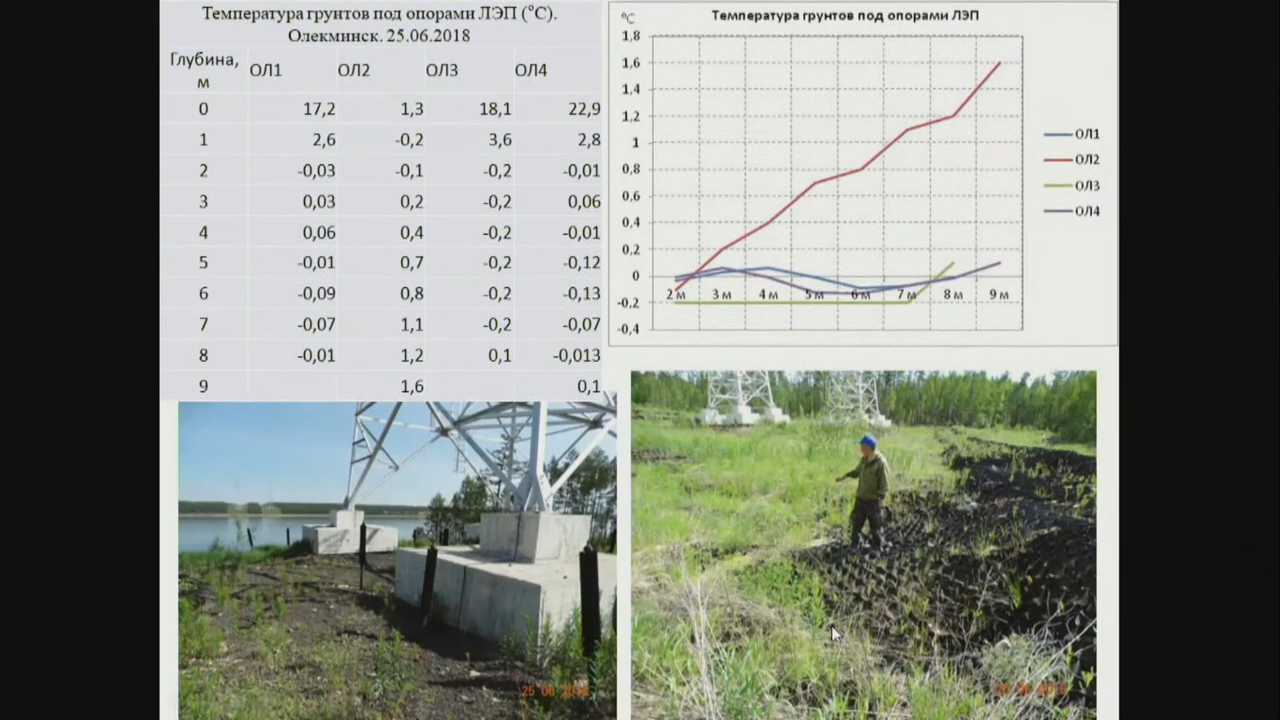 Температура грунтов под опорами ЛЭП (°С).
Олекминск. 25.06.2018
Глубина, м ОЛ1 ОЛ2 ОЛ3 ОЛ4
0 17,2 1,3 18,1 22,9
1 2,6 -0,2 3,6 2,8
2 -0,03 -0,1 -0,2 -0,01
3 0,03 0,2 -0,2 0,06
4 0,06 0,4 -0,2 -0,01
5 -0,01 0,7 -0,2 -0,12
6 -0,09 0,8 -0,2 -0,13
7 -0,07 1,1 -0,2 -0,07
8 -0,01 1,2 0,1 -0,013
9 1,6 0,1
°С
Температура грунтов под опорами ЛЭП
1,8
1,6
1,4
1,2
1
0,8
0,6
0,4
0,2
0
-0,2
-0,4
2 м 3 м 4 м 5 м 6 м 7 м 8 м 9 м
ОЛ1
ОЛ2
ОЛ3
ОЛ4
25 06